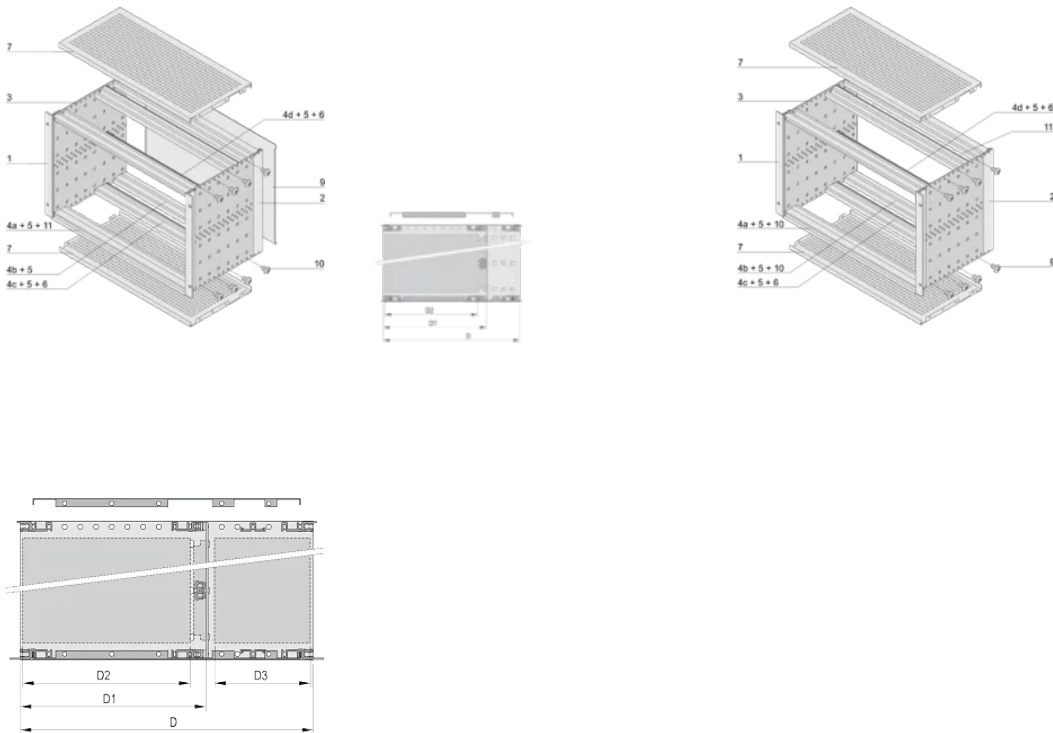 7
3
4d + 5 + 6
1
9
2
4a + 5 + 11
7
4b + 5
4c + 5 + 6
10
D2
D1
D
7
3
4d + 5 + 6
11
1
2
4a + 5 + 10
7
4b + 5 + 10
4c + 5 + 6
9
D2
D3
D1
D